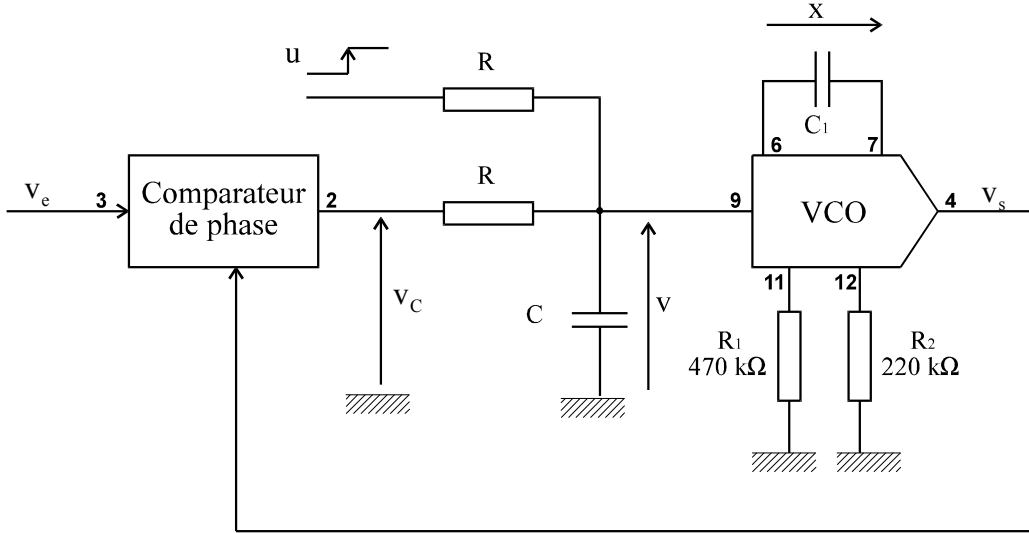 x
u
R
C1
6 7
ve
3
Comparateur
de phase
2
R
9
VCO
4
vs
11 12
vC
C
v
R1
470 kΩ
R2
220 kΩ